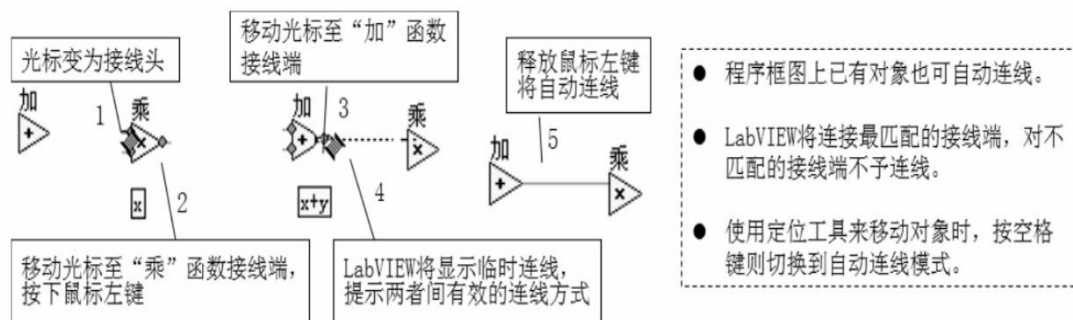 光标变为接线头
加
1
乘
x
2
移动光标至“乘”函数接线端，
按下鼠标左键
移动光标至“加”函数
接线端
加
3
乘
x+y
4
LabVIEW将显示临时连线，
提示两者间有效的连线方式
释放鼠标左键
将自动连线
加
5
乘
● 程序框图上已有对象也可自动连线。
● LabVIEW将连接最匹配的接线端，对不
匹配的接线端不予连线。
● 使用定位工具来移动对象时，按空格
键则切换到自动连线模式。